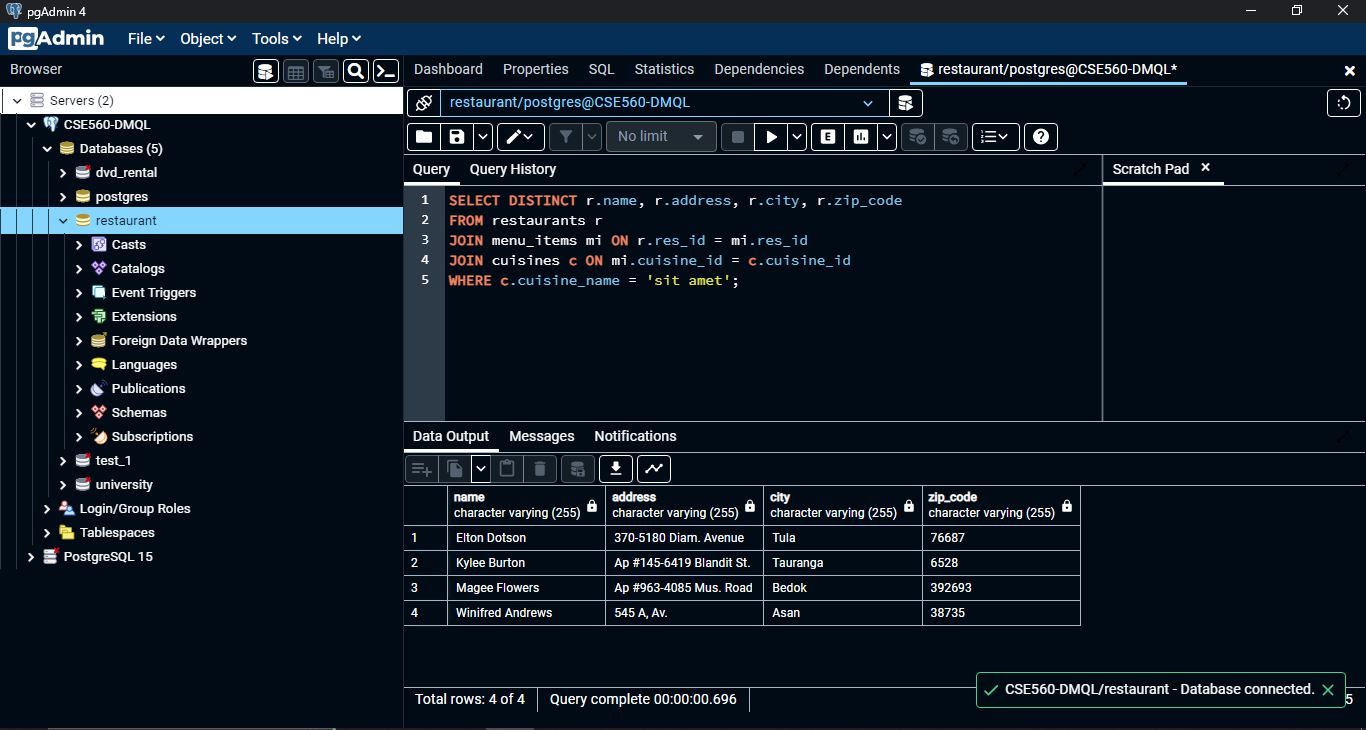 pgAdmin 4
pgAdmin File Object Tools Help
Browser
Dashboard Properties SQL Statistics Dependencies Dependents restaurant/postgres@CSE560-DMQL*
Servers (2)
CSE560-DMQL
Databases (5)
dvd_rental
postgres
restaurant
Casts
Catalogs
Event Triggers
Extensions
Foreign Data Wrappers
Languages
Publications
Schemas
Subscriptions
test_1
university
Login/Group Roles
Tablespaces
PostgreSQL 15
restaurant/postgres@CSE560-DMQL
No limit E
Query Query History Scratch Pad
1 SELECT DISTINCT r.name, r.address, r.city, r.zip_code
2 FROM restaurants r
3 JOIN menu_items mi ON r.res_id = mi.res_id
4 JOIN cuisines c ON mi.cuisine_id = c.cuisine_id
5 WHERE c.cuisine_name = 'sit amet';
Data Output Messages Notifications
name address city zip_code
character varying (255) character varying (255) character varying (255) character varying (255)
1 Elton Dotson 370-5180 Diam. Avenue Tula 76687
2 Kylee Burton Ap #145-6419 Blandit St. Tauranga 6528
3 Magee Flowers Ap #963-4085 Mus. Road Bedok 392693
4 Winifred Andrews 545 A, Av. Asan 38735
Total rows: 4 of 4 Query complete 00:00:00.696
CSE560-DMQL/restaurant - Database connected.
5